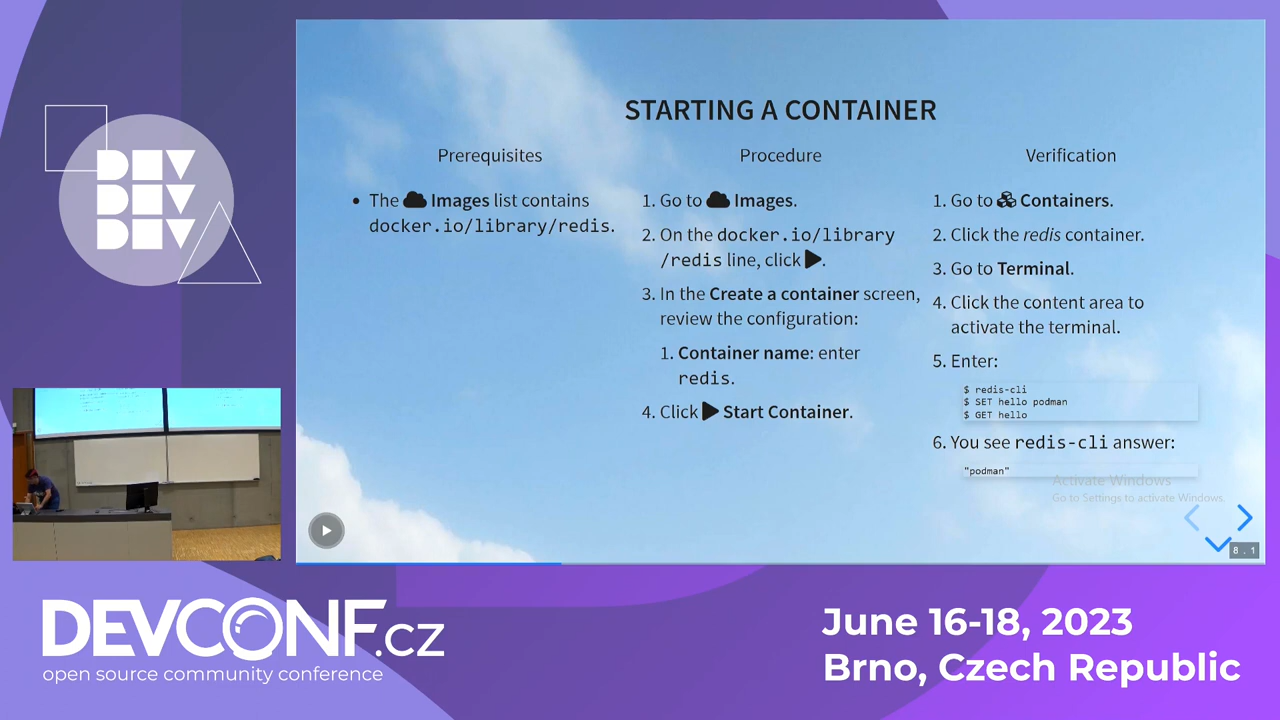 DEV
DEV
DEV
STARTING A CONTAINER
Prerequisites
• The Images list contains
docker.io/library/redis.
Procedure
1. Go to Images.
2. On the docker.io/library
/redis line, click .
3. In the Create a container screen,
review the configuration:
1. Container name: enter
redis.
4. Click Start Container.
Verification
1. Go to Containers.
2. Click the redis container.
3. Go to Terminal.
4. Click the content area to
activate the terminal.
5. Enter:
$ redis-cli
$ SET hello podman
$ GET hello
6. You see redis-cli answer:
"podman"
Activate Windows
Go to Settings to activate Windows.
8 . 1
DEVCONF.cz
open source community conference
June 16-18, 2023
Brno, Czech Republic